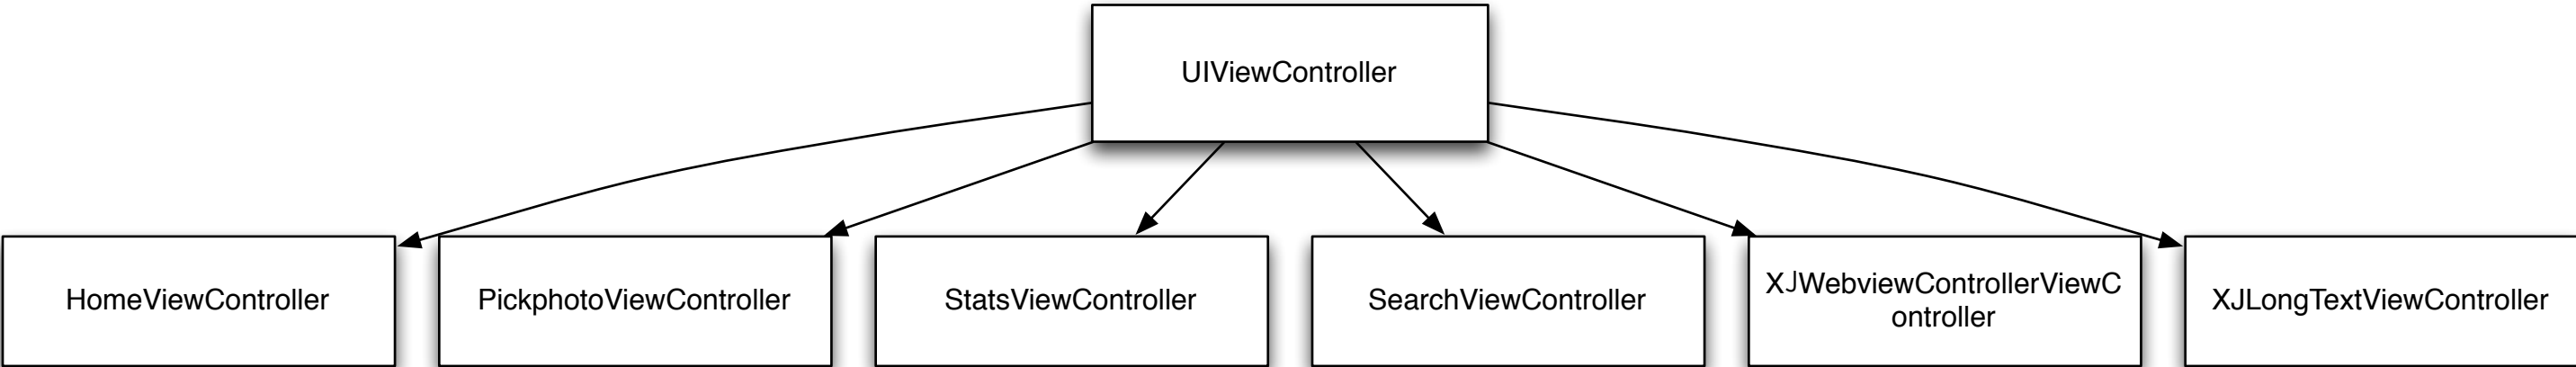 UIViewController
HomeViewController
PickphotoViewController
StatsViewController
SearchViewController
XJWebviewControllerViewC
ontroller
XJLongTextViewController